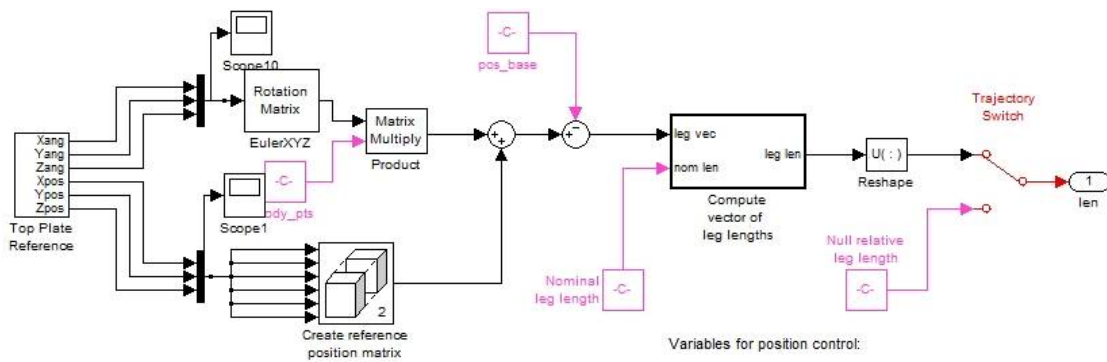 -C-
pos_base
Scope10
Rotation
Matrix
EulerXYZ
Matrix
Multiply
Product
Xang
Yang
Zang
Xpos
Ypos
Zpos
Top Plate
Reference
-C-
ody_pts
Scope1
leg vec
nom len
leg len
Compute
vector of
leg lengths
U( : )
Reshape
Trajectory
Switch
1
len
Nominal
leg length
-C-
Null relative
leg length
-C-
2
Create reference
position matrix
Variables for position control: